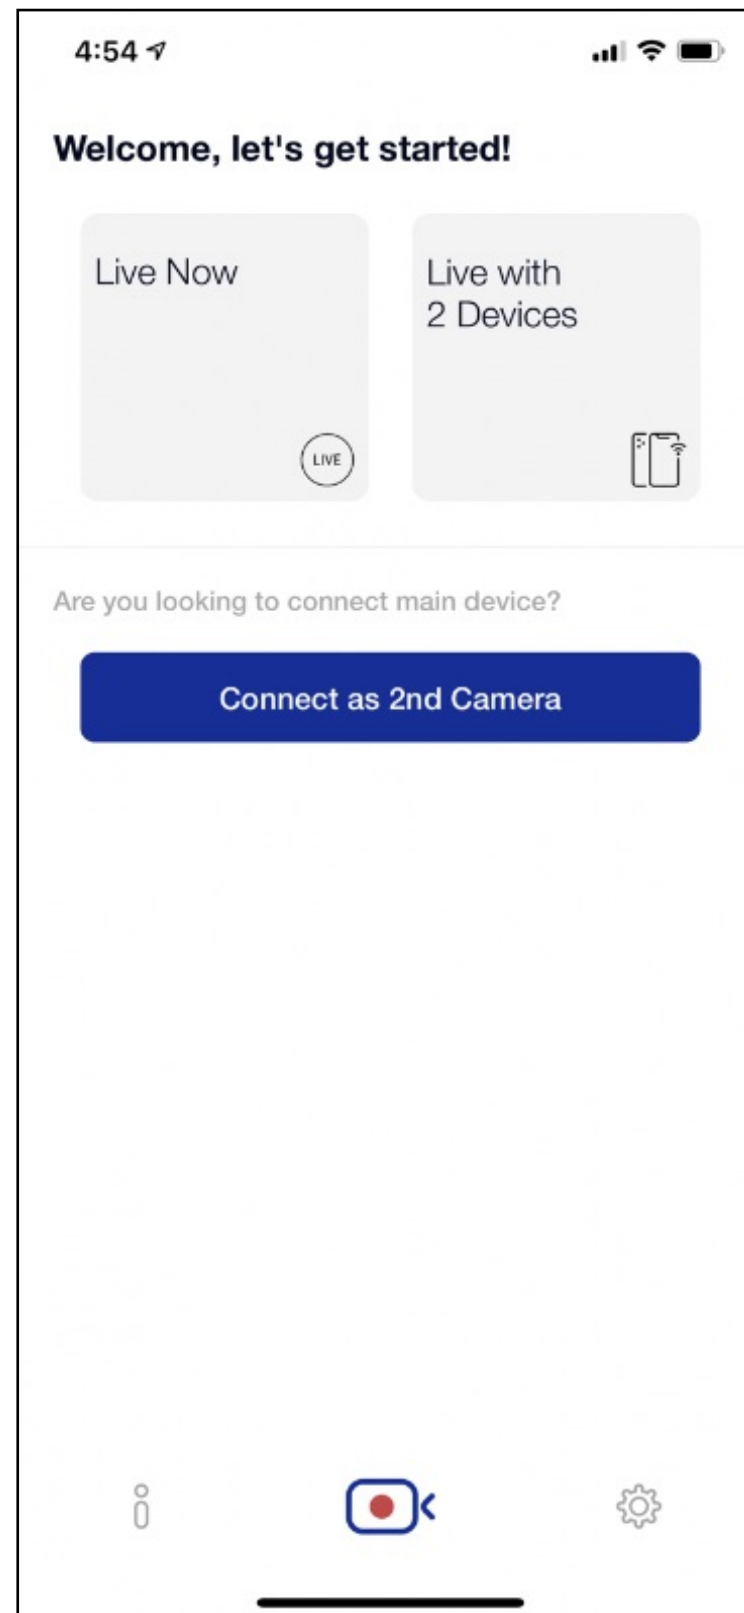 4:54
Welcome, let's get started!
Live Now
Live with
2 Devices
LIVE
Are you looking to connect main device?
Connect as 2nd Camera